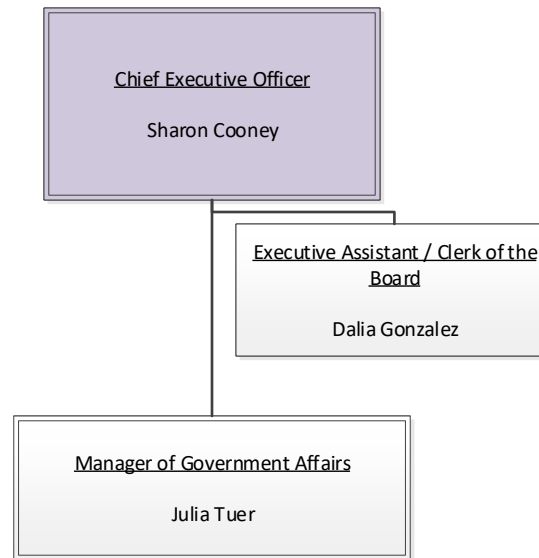 Chief Executive Officer
Sharon Cooney
Executive Assistant / Clerk of the
Board
Dalia Gonzalez
Manager of Government Affairs
Julia Tuer